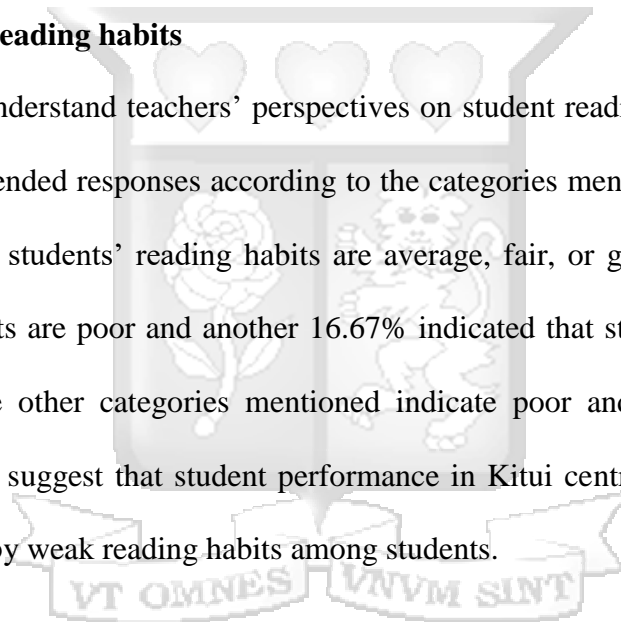 eading habits
nderstand teachers’ perspectives on student readi
ended responses according to the categories men
students’ reading habits are average, fair, or g
ts are poor and another 16.67% indicated that st
e other categories mentioned indicate poor and
suggest that student performance in Kitui centr
by weak reading habits among students.
VT OMNES VNVM SINT